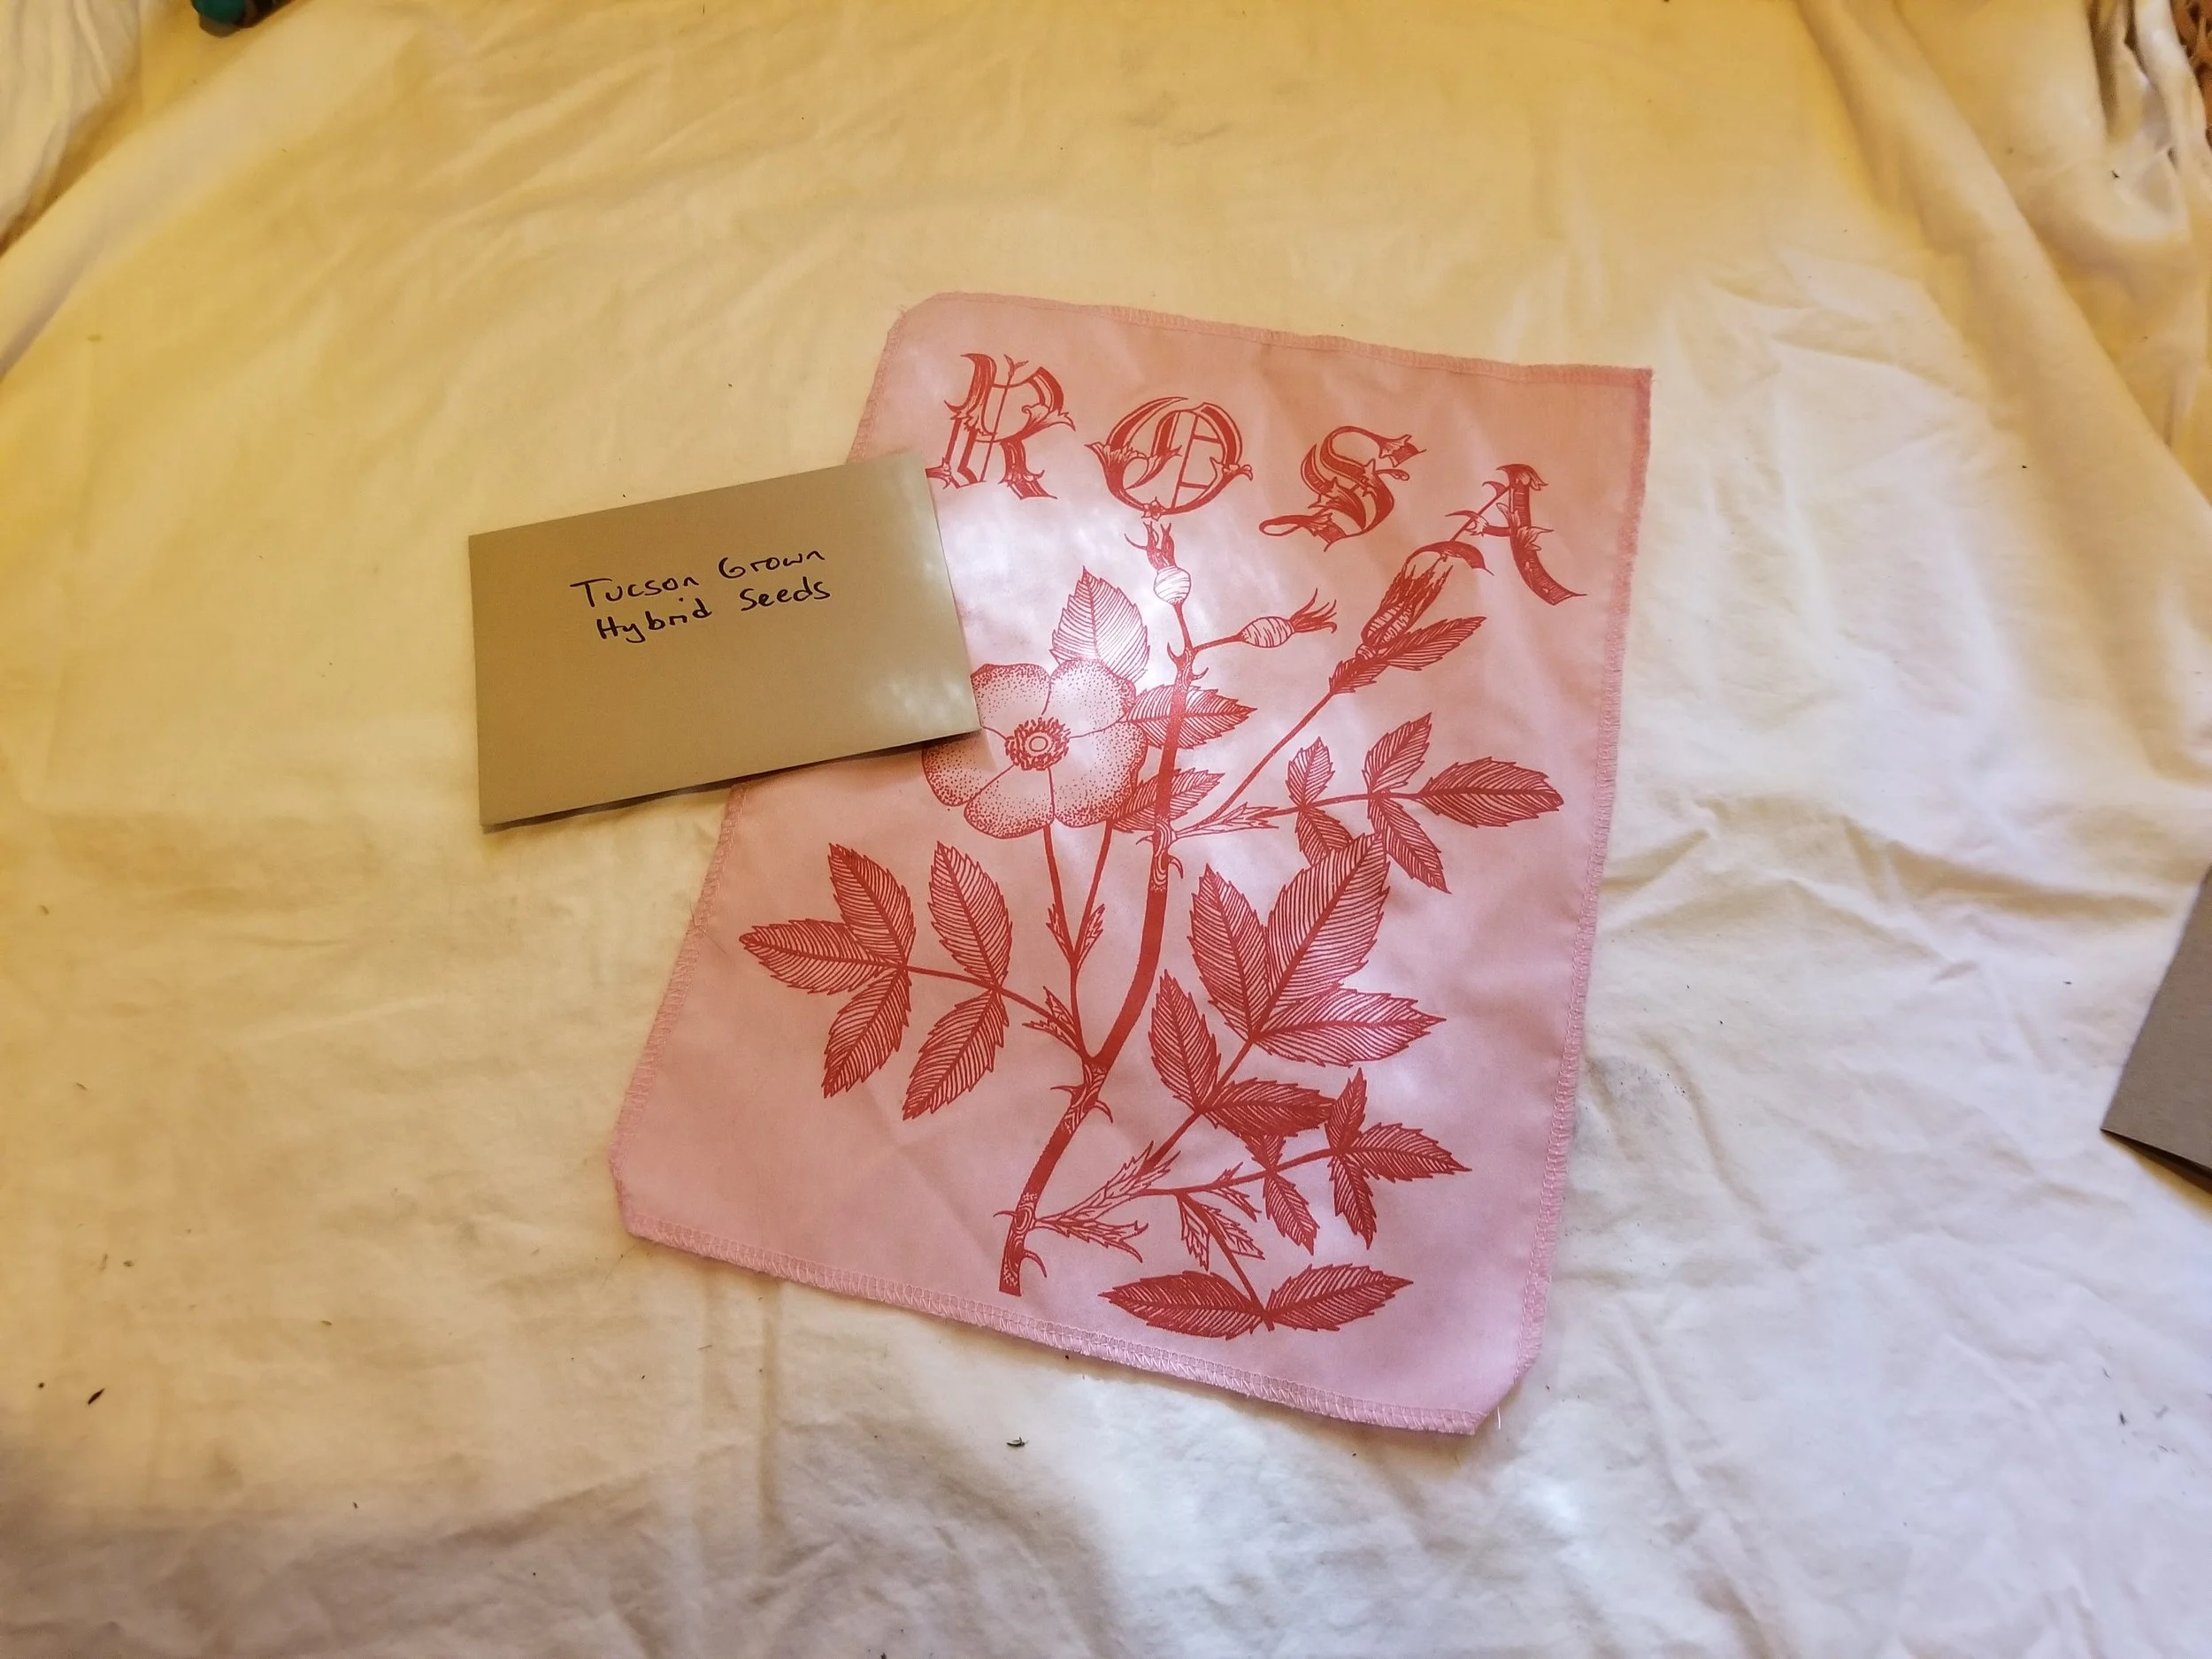 ROSA
Tucson Grown
Hybrid Seeds